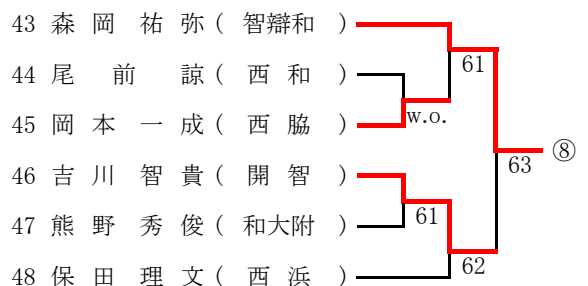 43 森 岡 祐 弥 ( 智辯和 )
61
44 尾 前 諒 ( 西 和 )
w.o.
45 岡 本 一 成 ( 西 脇 )
63 ⑧
46 吉 川 智 貴 ( 開 智 )
61
47 熊 野 秀 俊 ( 和大附 )
62
48 保 田 理 文 ( 西 浜 )